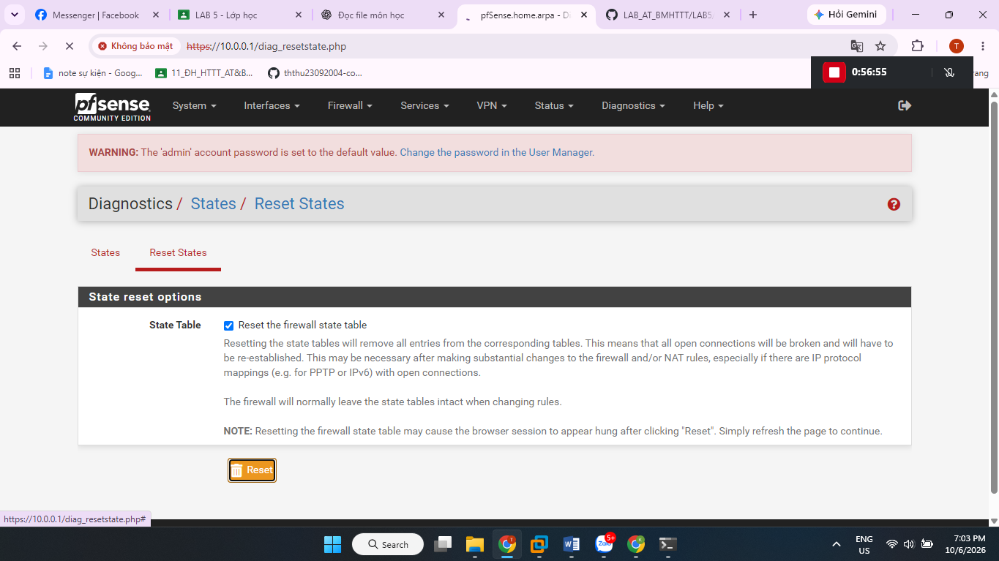 Messenger | Facebook
LAB 5 - Lớp học
Đọc file môn học
pfSense.home.arpa - Di
LAB_AT_BMHTTT/LAB5/
Hỏi Gemini
Không bảo mật
https://10.0.0.1/diag_resetstate.php
T
note sự kiện - Goog...
11_ĐH_HTTT_AT&B...
ththu23092004-co...
0:56:55
rang
pfsense
COMMUNITY EDITION
System
Interfaces
Firewall
Services
VPN
Status
Diagnostics
Help
WARNING: The 'admin' account password is set to the default value. Change the password in the User Manager.
Diagnostics / States / Reset States
States
Reset States
State reset options
State Table
Reset the firewall state table
Resetting the state tables will remove all entries from the corresponding tables. This means that all open connections will be broken and will have to
be re-established. This may be necessary after making substantial changes to the firewall and/or NAT rules, especially if there are IP protocol
mappings (e.g. for PPTP or IPv6) with open connections.
The firewall will normally leave the state tables intact when changing rules.
NOTE: Resetting the firewall state table may cause the browser session to appear hung after clicking "Reset". Simply refresh the page to continue.
Reset
https://10.0.0.1/diag_resetstate.php#
Search
Zalo
5+
ENG
US
7:03 PM
10/6/2026